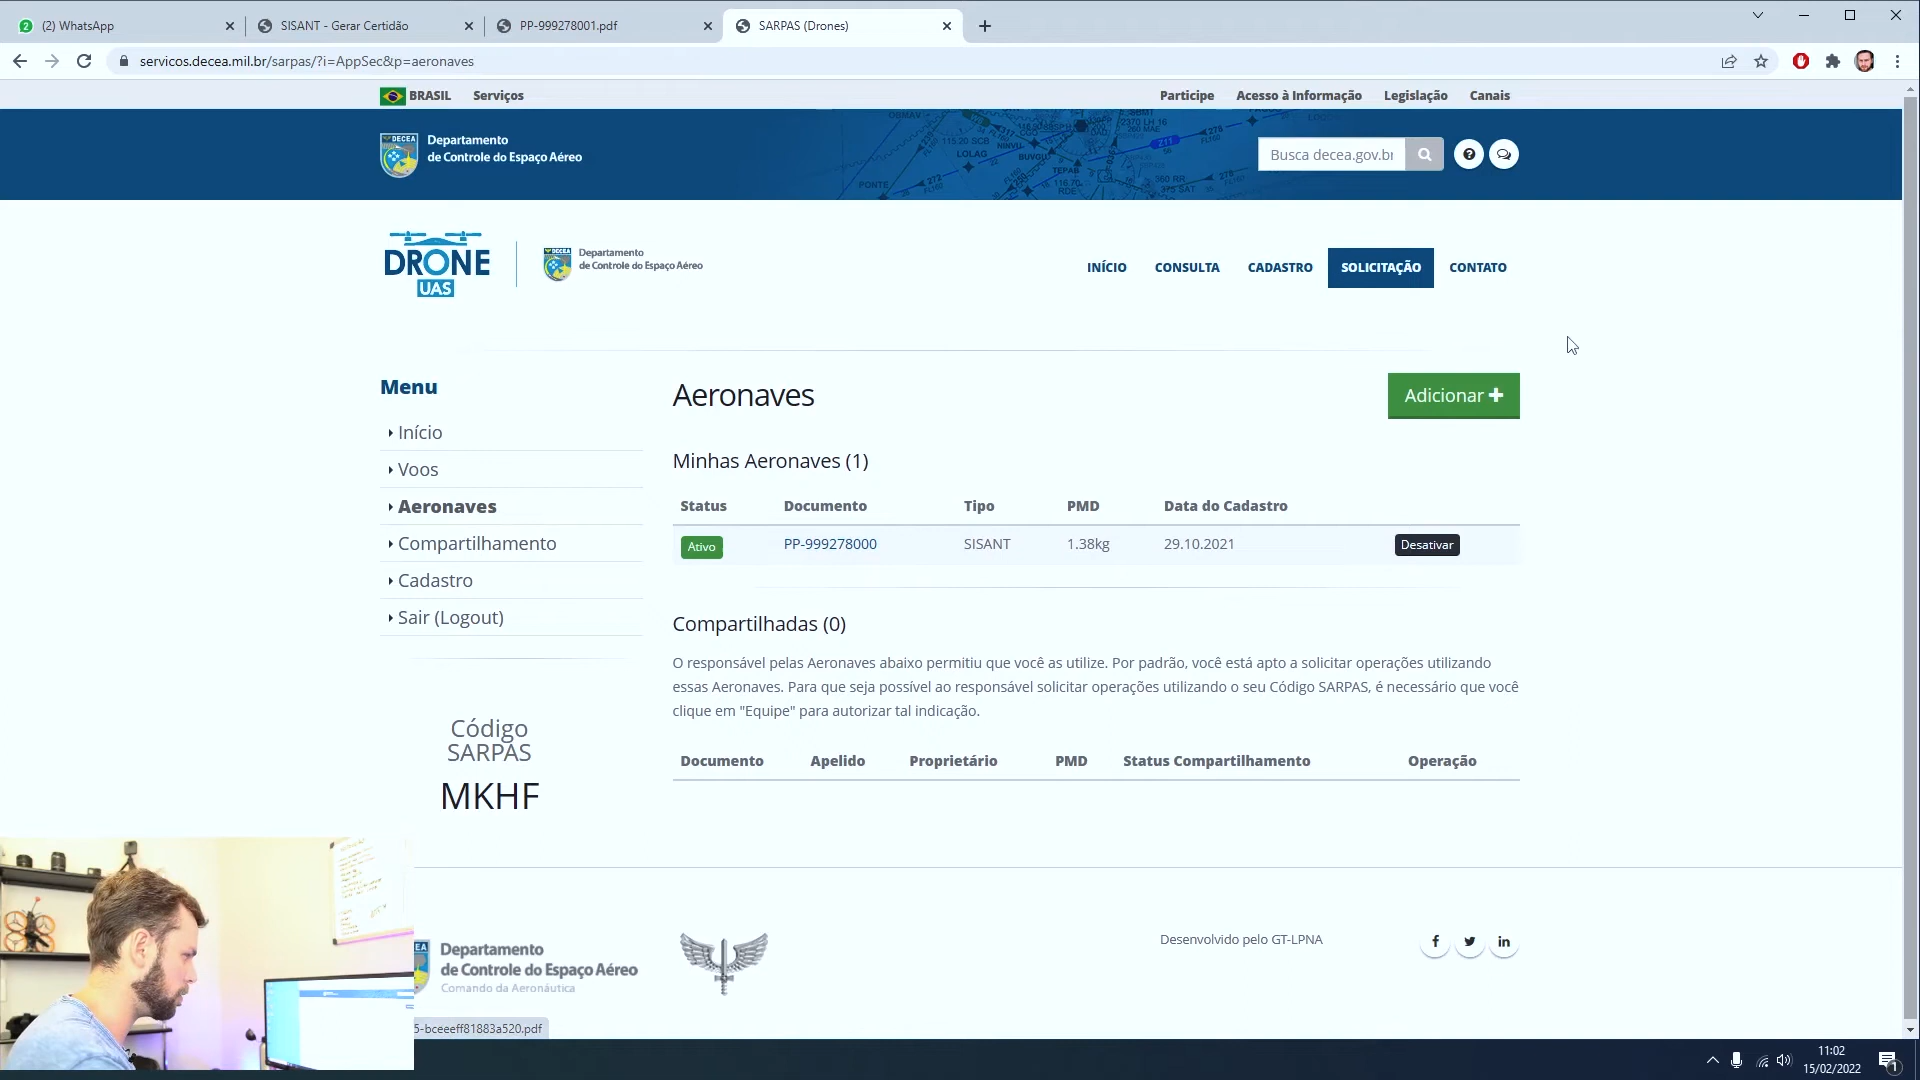 2
(2) WhatsApp
SISANT - Gerar Certidão
PP-999278001.pdf
SARPAS (Drones)
servicos.decea.mil.br/sarpas/?i=AppSec&p=aeronaves
BRASIL
Serviços
Participe
Acesso à Informação
Legislação
Canais
DECEA
Departamento
de Controle do Espaço Aéreo
Busca decea.gov.br
DRONE
UAS
Departamento
de Controle do Espaço Aéreo
INÍCIO
CONSULTA
CADASTRO
SOLICITAÇÃO
CONTATO
Menu
Início
Voos
Aeronaves
Compartilhamento
Cadastro
Sair (Logout)
Código
SARPAS
MKHF
Aeronaves
Adicionar
Minhas Aeronaves (1)
Status Documento Tipo PMD Data do Cadastro
Ativo PP-999278000 SISANT 1.38kg 29.10.2021 Desativar
Compartilhadas (0)
O responsável pelas Aeronaves abaixo permitiu que você as utilize. Por padrão, você está apto a solicitar operações utilizando
essas Aeronaves. Para que seja possível ao responsável solicitar operações utilizando o seu Código SARPAS, é necessário que você
clique em "Equipe" para autorizar tal indicação.
Documento Apelido Proprietário PMD Status Compartilhamento Operação
Departamento
de Controle do Espaço Aéreo
Comando da Aeronáutica
Desenvolvido pelo GT-LPNA
5-bceeeff81883a520.pdf
11:02
15/02/2022
1